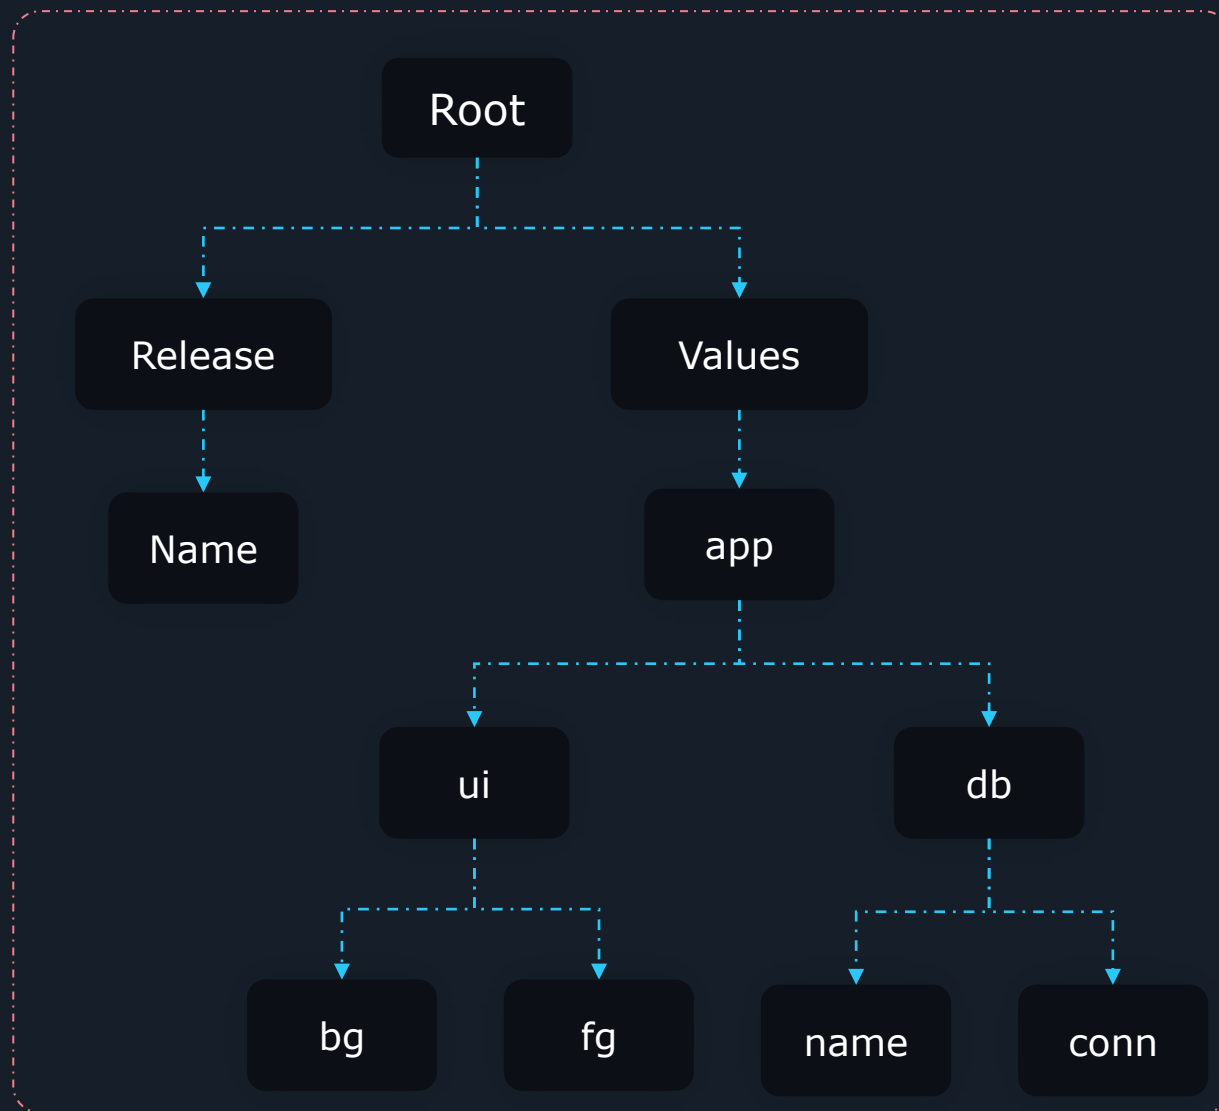 Root
Release
Values
Name
app
ui
db
bg
fg
name
conn